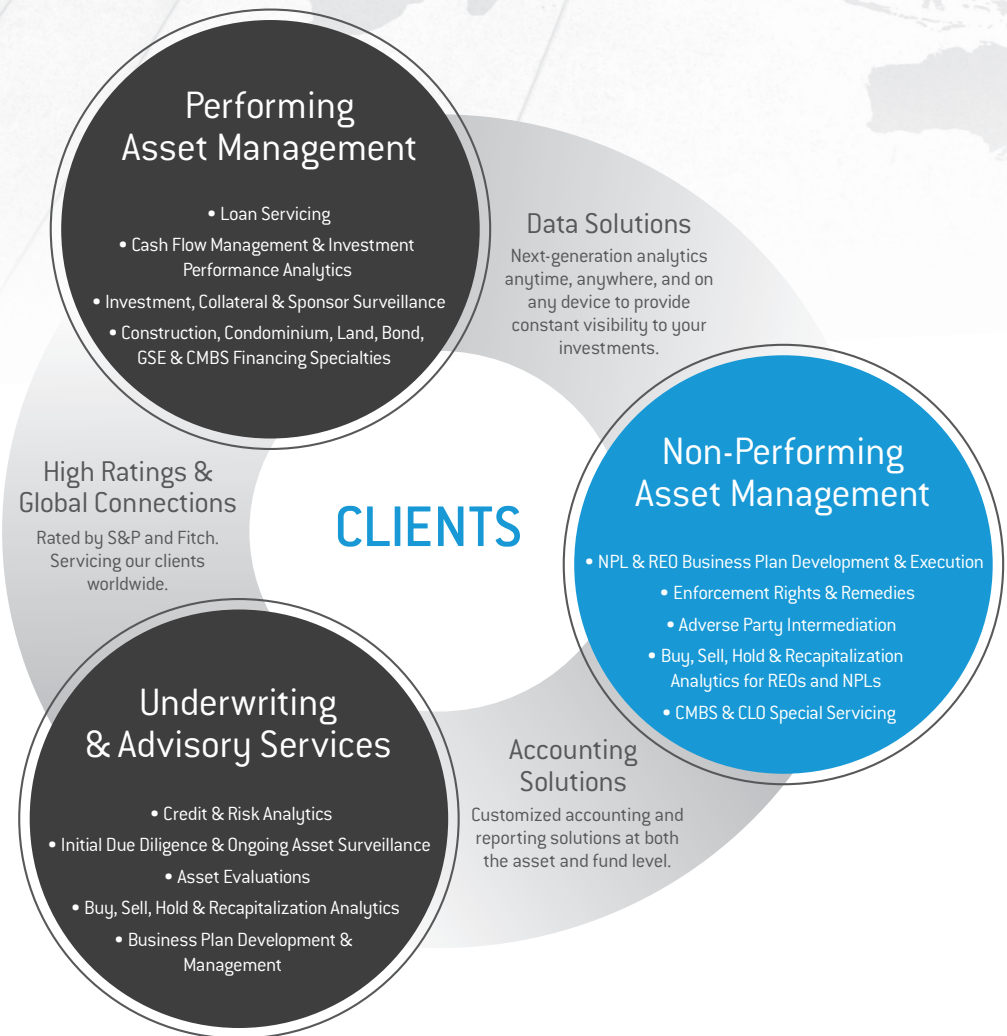 Performing
Asset Management
• Loan Servicing
• Cash Flow Management & Investment
Performance Analytics
• Investment, Collateral & Sponsor Surveillance
• Construction, Condominium, Land, Bond,
GSE & CMBS Financing Specialties
Data Solutions
Next-generation analytics
anytime, anywhere, and on
any device to provide
constant visibility to your
investments.
High Ratings &
Global Connections
Rated by S&P and Fitch.
Servicing our clients
worldwide.
CLIENTS
Non-Performing
Asset Management
• NPL & REO Business Plan Development & Execution
• Enforcement Rights & Remedies
• Adverse Party Intermediation
• Buy, Sell, Hold & Recapitalization
Analytics for REOs and NPLs
• CMBS & CLO Special Servicing
Underwriting
& Advisory Services
• Credit & Risk Analytics
• Initial Due Diligence & Ongoing Asset Surveillance
• Asset Evaluations
• Buy, Sell, Hold & Recapitalization Analytics
• Business Plan Development &
Management
Accounting
Solutions
Customized accounting and
reporting solutions at both
the asset and fund level.